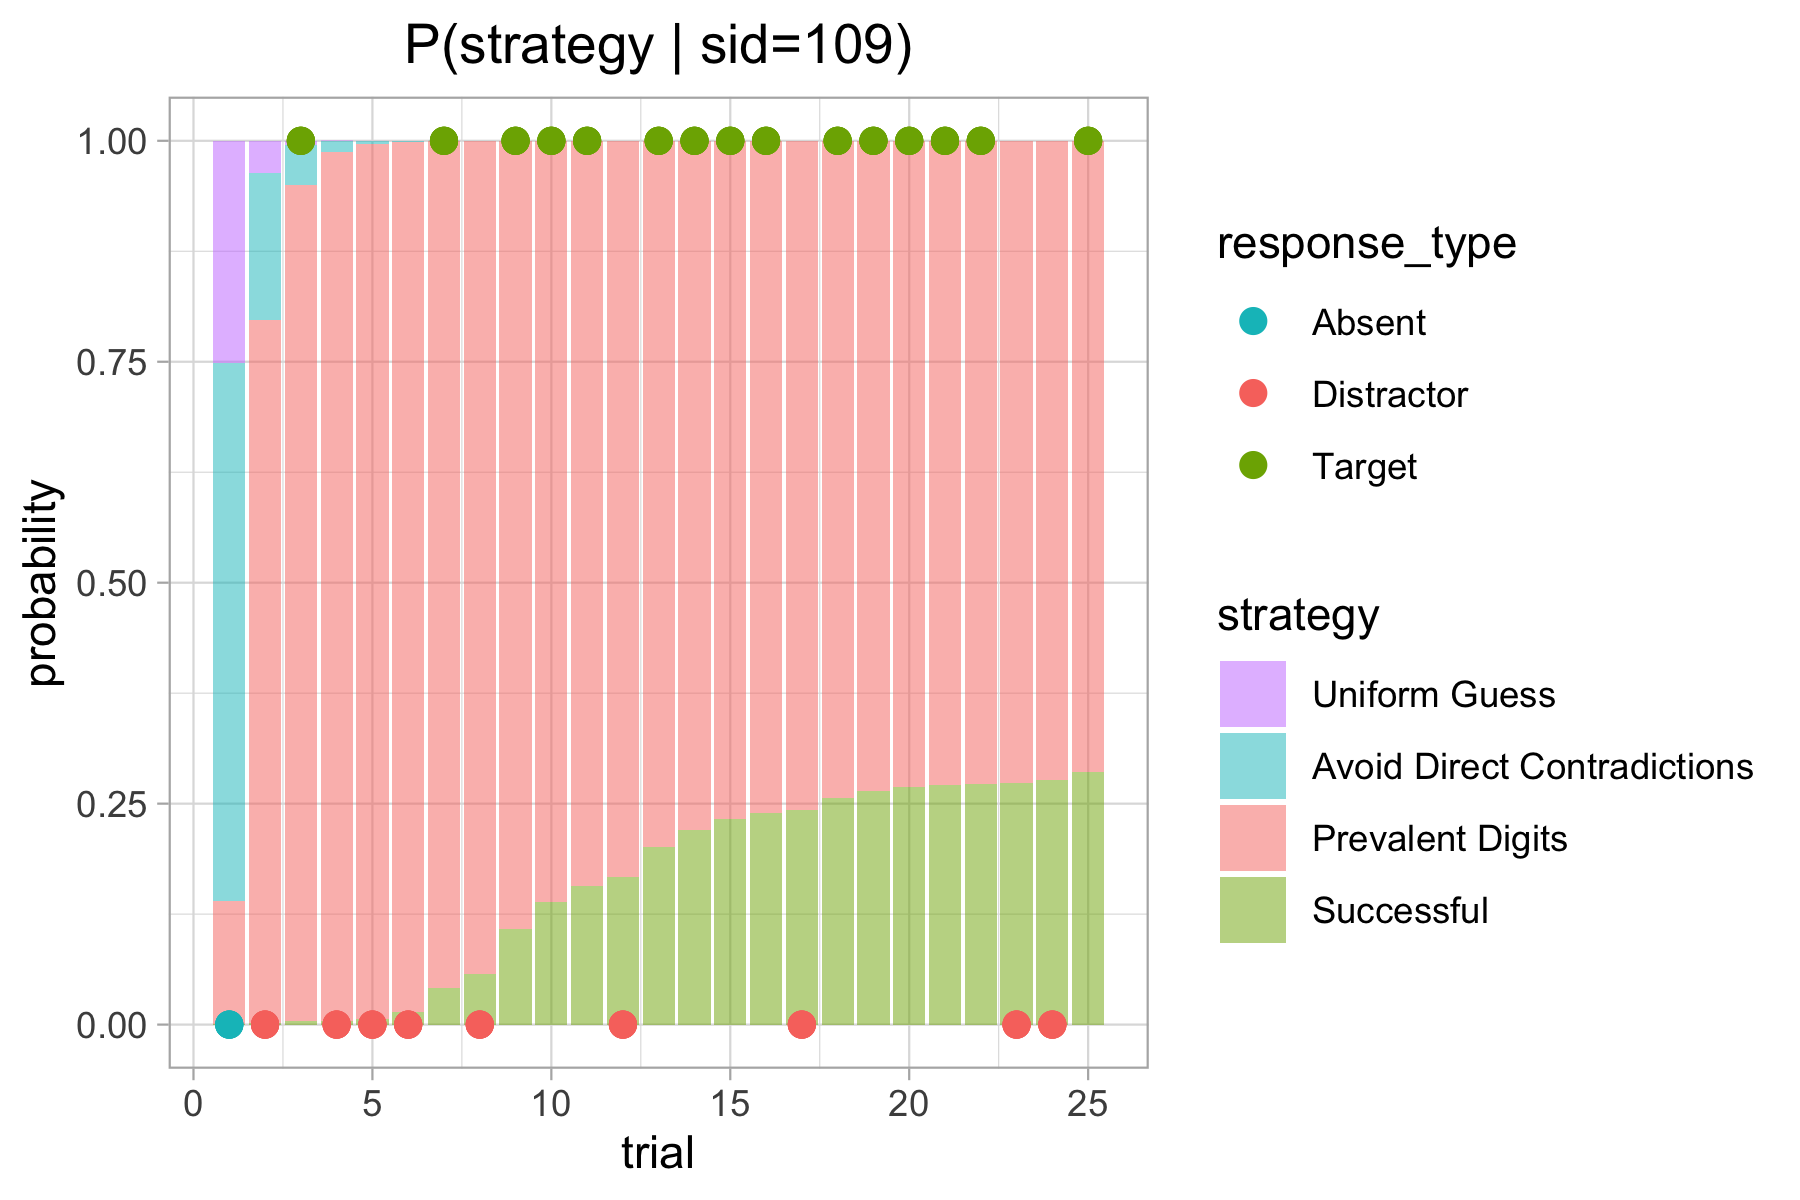 P(strategy | sid=109)
probability
1.00
0.75
0.50
0.25
0.00
0 5 10 15 20 25
trial
response_type
Absent
Distractor
Target
strategy
Uniform Guess
Avoid Direct Contradictions
Prevalent Digits
Successful